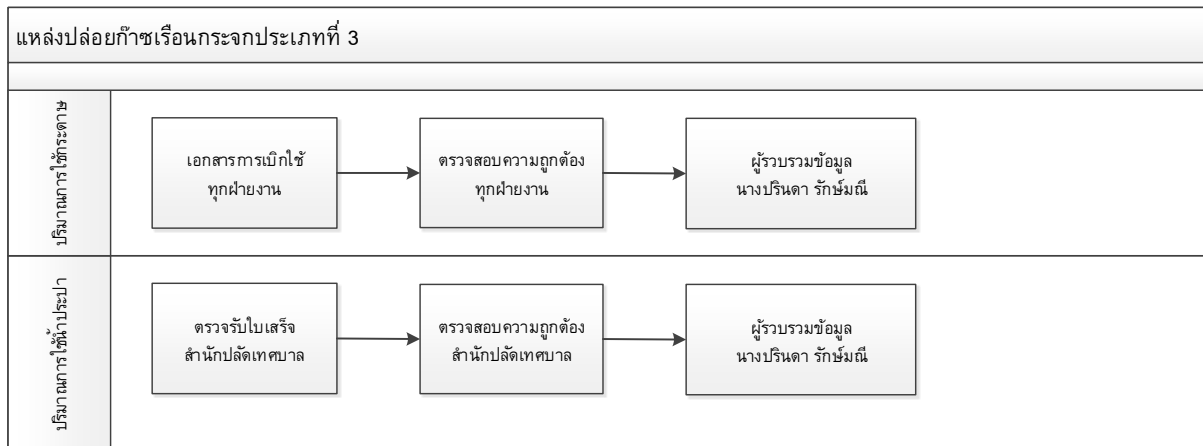 แหล่งปล่อยก๊าซเรือนกระจกประเภทที่ 3
ปริมาณการใช้กระดาษ
เอกสารการเบิกใช้
ทุกฝ่ายงาน
ตรวจสอบความถูกต้อง
ทุกฝ่ายงาน
ผู้รวบรวมข้อมูล
นางปรินดา รักษ์มณี
ปริมาณการใช้น้ำประปา
ตรวจรับใบเสร็จ
สำนักปลัดเทศบาล
ตรวจสอบความถูกต้อง
สำนักปลัดเทศบาล
ผู้รวบรวมข้อมูล
นางปรินดา รักษ์มณี